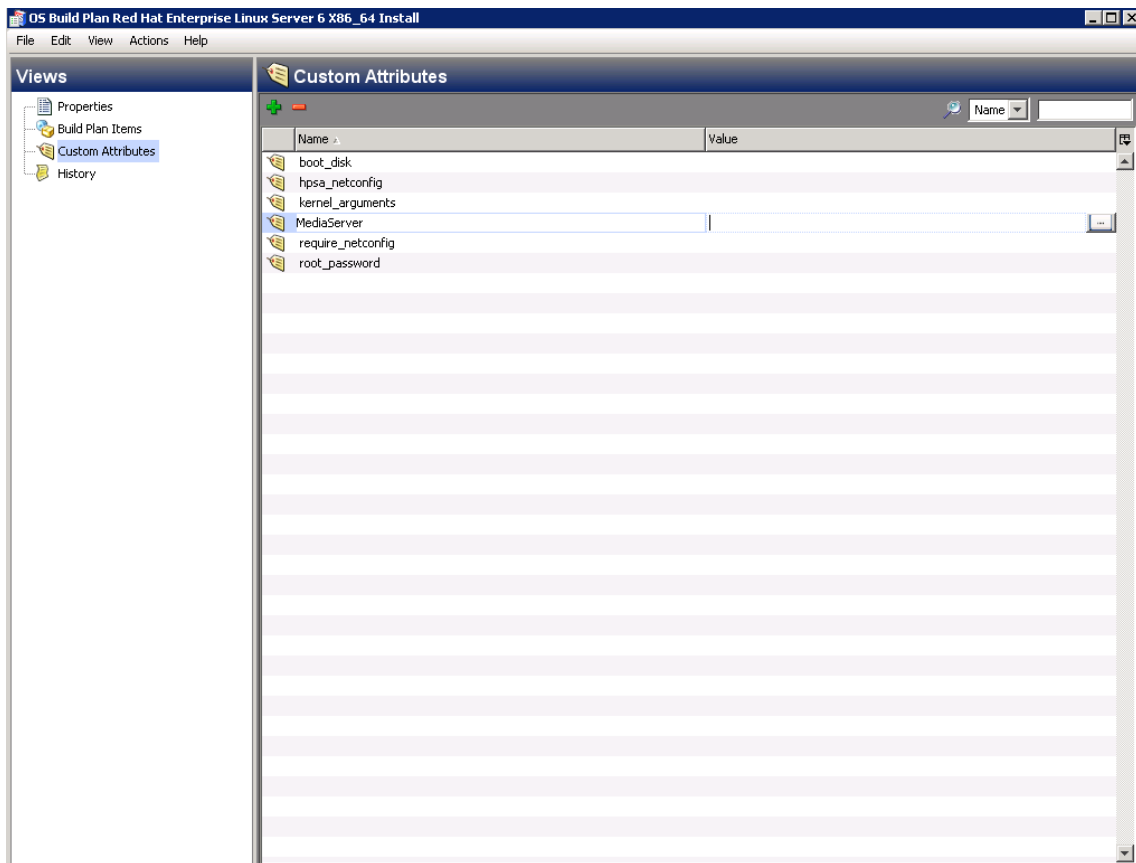 OS Build Plan Red Hat Enterprise Linux Server 6 X86_64 Install
File Edit View Actions Help
Views
Properties
Build Plan Items
Custom Attributes
History
Custom Attributes
Name
Name Value
boot_disk
hpsa_netconfig
kernel_arguments
MediaServer ...
require_netconfig
root_password